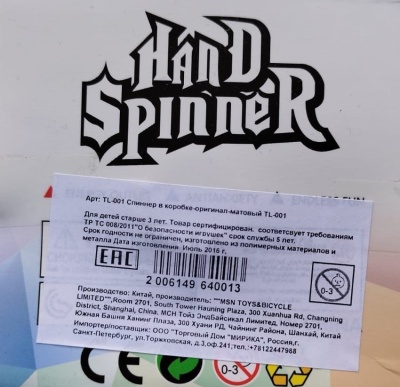 HAND
SPINNER
Арт: TL-001 Спиннер в коробке-оригинал-матовый TL-001
Для детей старше 3 лет. Товар сертифицирован. соответсвует требованиям
ТР ТС 008/2011"О безопасности игрушек" срок службы 5 лет.
Срок годности не ограничен, изготовлено из полимерных материалов и
металла Дата изготовления Июль 2016 г.
EAC
2 006149 640013
0-3
Производство: Китай, производитель: """MSN TOYS&BICYCLE
LIMITED""",Room 2701, South Tower Hauning Plaza, 300 Xuanhua Rd, Changning
District, Shanghai, China. МСН Тойз ЭндБайсикал Лимитед, Номер 2701,
Южная Башня Ханинг Плаза, 300 Хуани РД, Чайнинг Района, Шанхай, Китай
Импортер/поставщик: ООО "Торговый Дом "МИРИКА", Россия,г.
Санкт-Петербург, ул.Торжковская, д.3,оф.241;тел.:+78122447988
CE
0-3